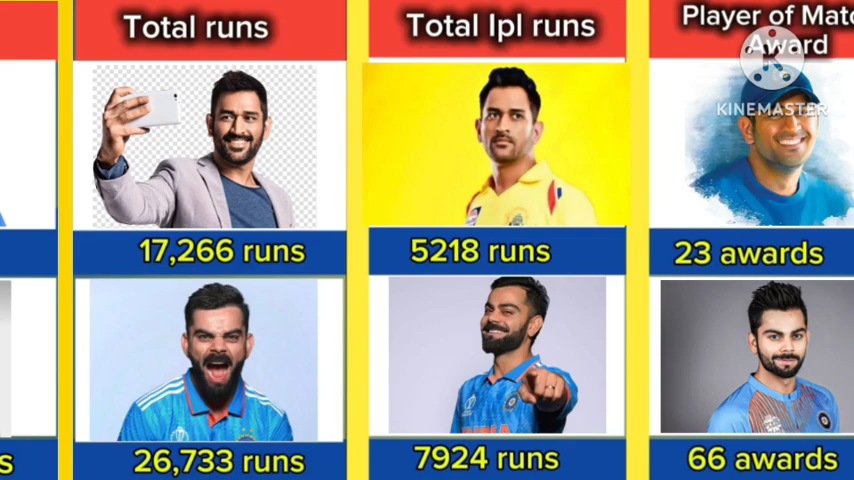 Total runs
Total Ipl runs
Player of Matc
Award
KINEMASTER
17,266 runs
5218 runs
23 awards
s
26,733 runs
7924 runs
66 awards